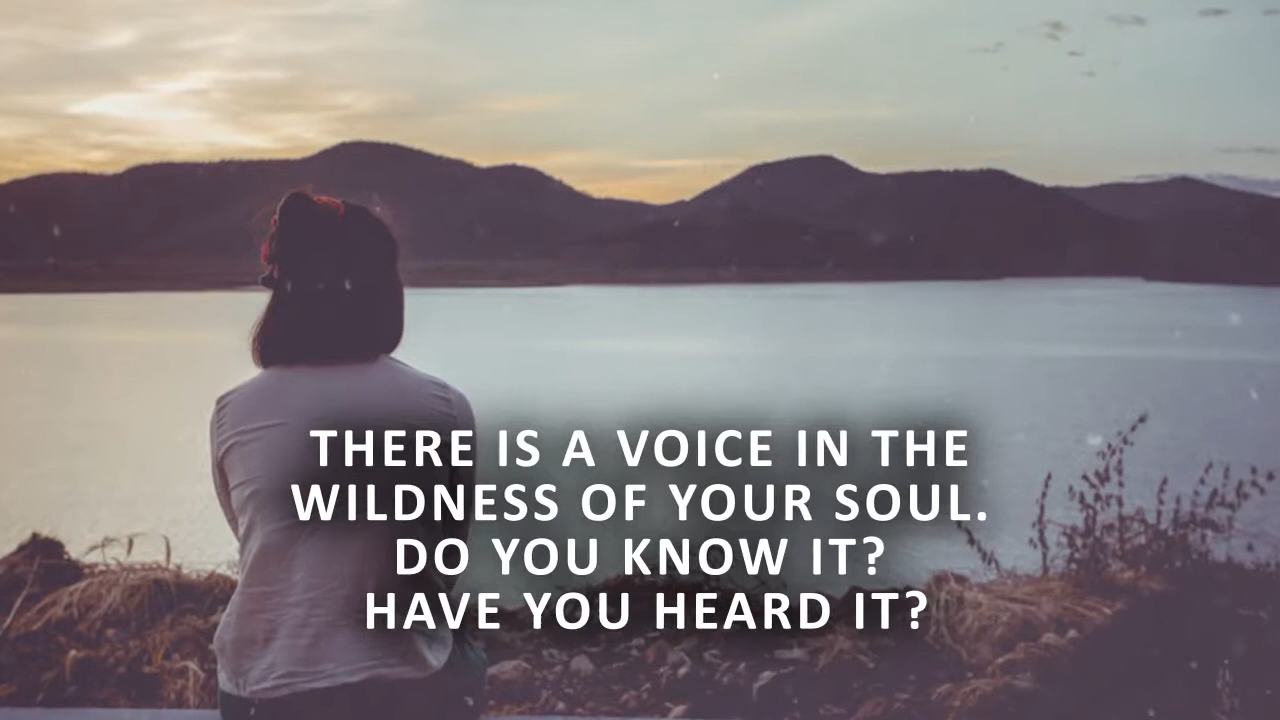 THERE IS A VOICE IN THE
WILDNESS OF YOUR SOUL.
DO YOU KNOW IT?
HAVE YOU HEARD IT?